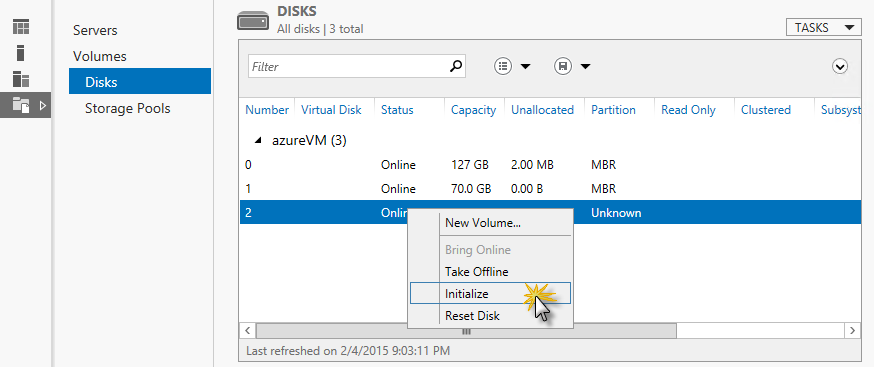 DISKS
All disks | 3 total
TASKS
Servers
Volumes
Disks
Storage Pools
Filter
Number Virtual Disk Status Capacity Unallocated Partition Read Only Clustered Subsyst
azureVM (3)
0 Online 127 GB 2.00 MB MBR
1 Online 70.0 GB 0.00 B MBR
2 Unknown
New Volume...
Bring Online
Take Offline
Initialize
Reset Disk
Last refreshed on 2/4/2015 9:03:11 PM